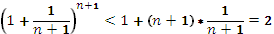 (1 + 1/(n + 1))^(n+1) < 1 + (n + 1) * 1/(n + 1) = 2